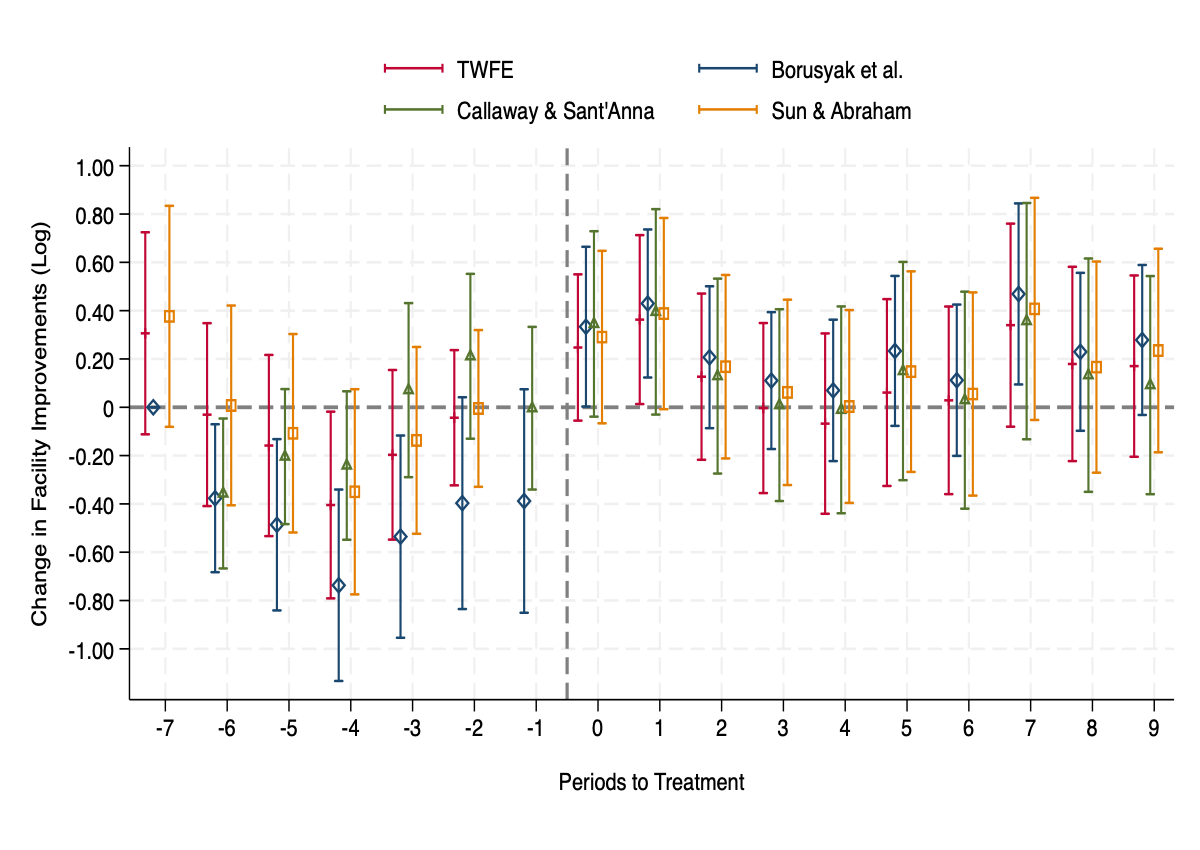 TWFE
Borusyak et al.
Callaway & Sant'Anna
Sun & Abraham
Change in Facility Improvements (Log)
1.00
0.80
0.60
0.40
0.20
0
-0.20
-0.40
-0.60
-0.80
-1.00
-7 -6 -5 -4 -3 -2 -1 0 1 2 3 4 5 6 7 8 9
Periods to Treatment